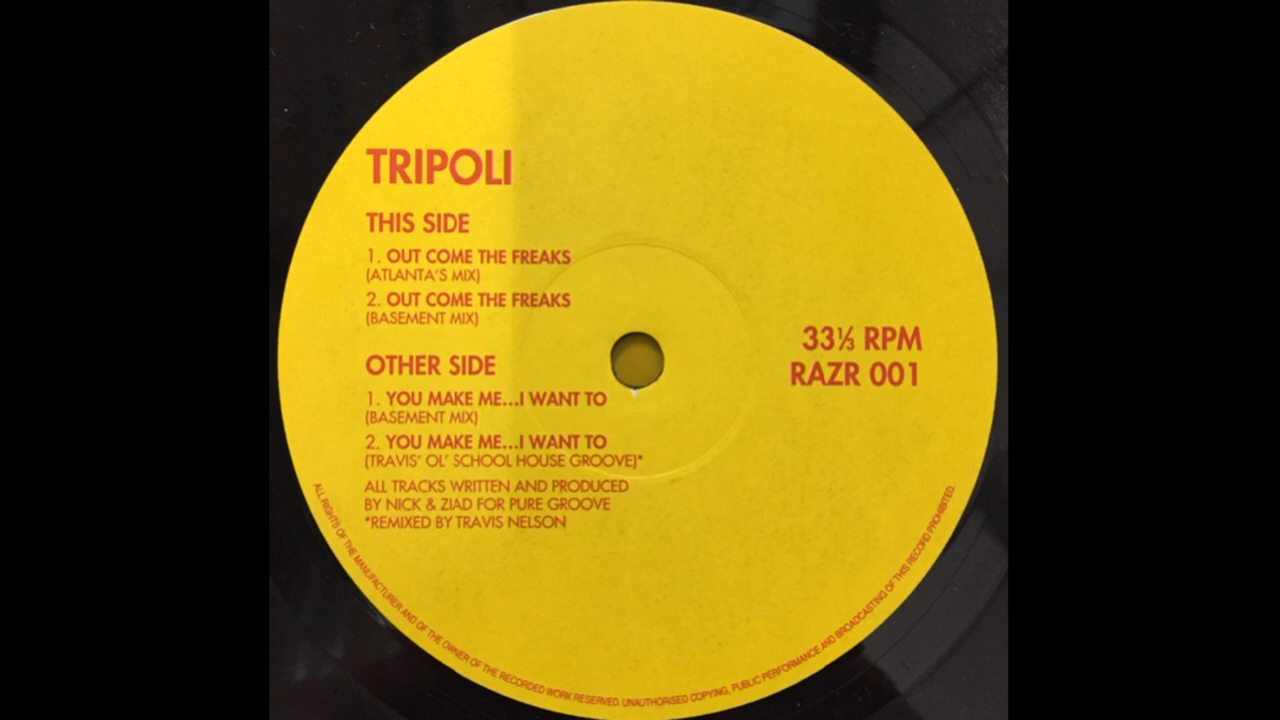 TRIPOLI
THIS SIDE
1. OUT COME THE FREAKS
(ATLANTA'S MIX)
2. OUT COME THE FREAKS
(BASEMENT MIX)
OTHER SIDE
1. YOU MAKE ME...I WANT TO
(BASEMENT MIX)
2. YOU MAKE ME...I WANT TO
(TRAVIS' OL' SCHOOL HOUSE GROOVE)*
ALL TRACKS WRITTEN AND PRODUCED
BY NICK & ZIAD FOR PURE GROOVE
*REMIXED BY TRAVIS NELSON
33⅓ RPM
RAZR 001
ALL RIGHTS OF THE MANUFACTURER AND OF THE OWNER OF THE RECORDED WORK RESERVED. UNAUTHORISED COPYING, PUBLIC PERFORMANCE AND BROADCASTING OF THIS RECORD PROHIBITED.